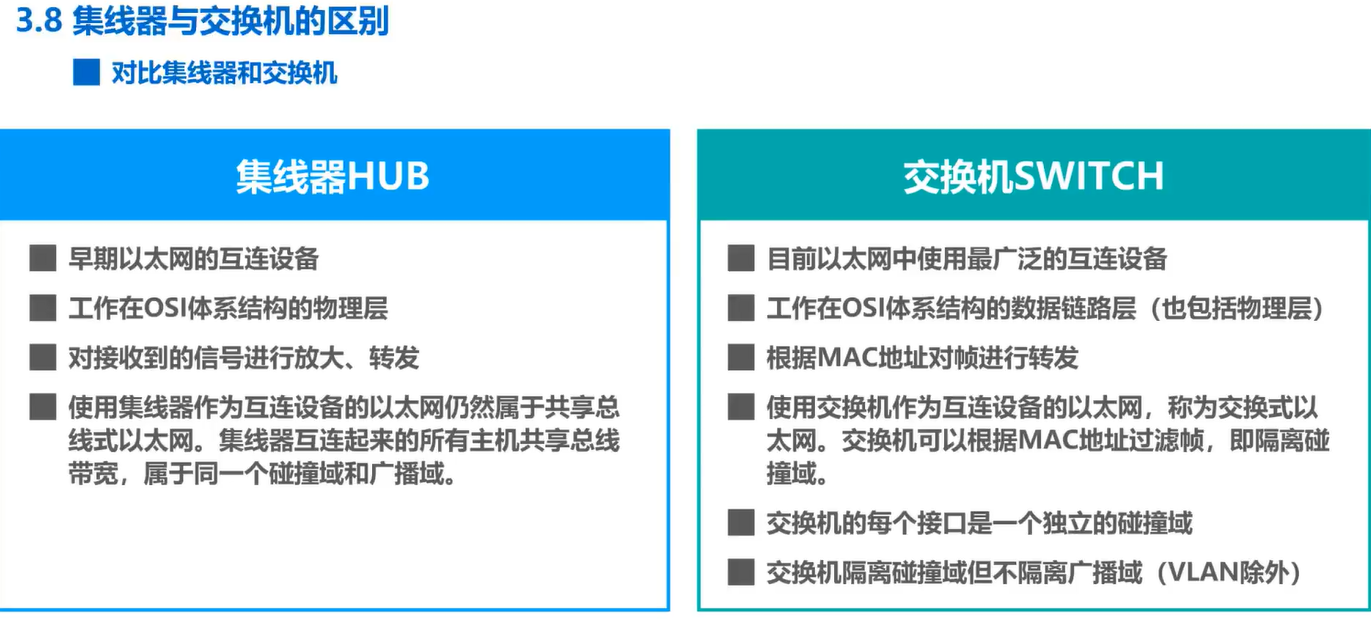 3.8 集线器与交换机的区别
对比集线器和交换机
集线器HUB
早期以太网的互连设备
工作在OSI体系结构的物理层
对接收到的信号进行放大、转发
使用集线器作为互连设备的以太网仍然属于共享总
线式以太网。集线器互连起来的所有主机共享总线
带宽，属于同一个碰撞域和广播域。
交换机SWITCH
目前以太网中使用最广泛的互连设备
工作在OSI体系结构的数据链路层（也包括物理层）
根据MAC地址对帧进行转发
使用交换机作为互连设备的以太网，称为交换式以
太网。交换机可以根据MAC地址过滤帧，即隔离碰
撞域。
交换机的每个接口是一个独立的碰撞域
交换机隔离碰撞域但不隔离广播域（VLAN除外）